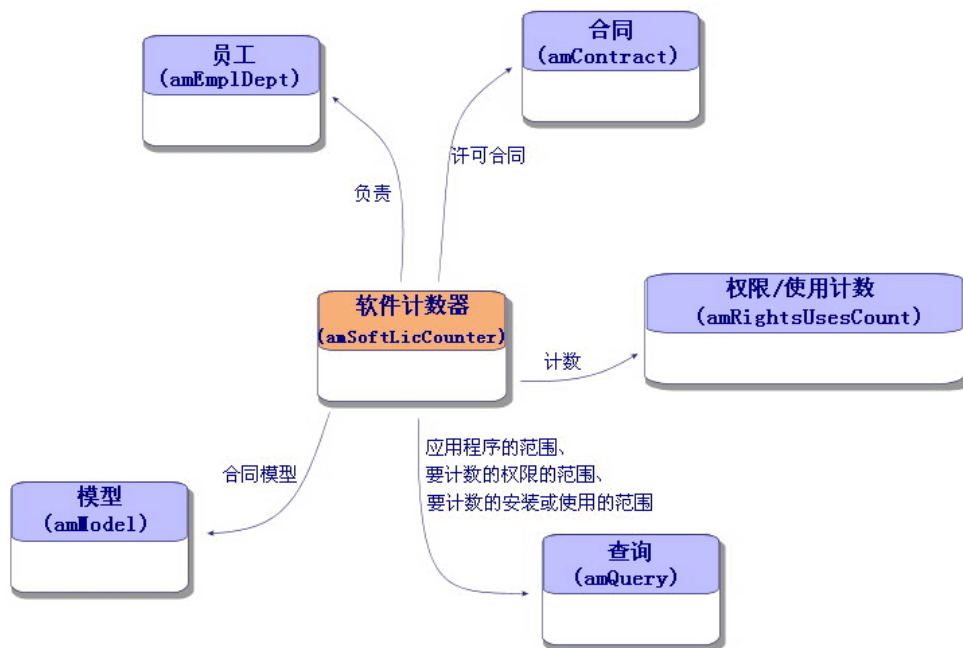 员工
(amEmplDept)
合同
(amContract)
许可合同
负责
软件计数器
(amSoftLicCounter)
权限/使用计数
(amRightsUsesCount)
计数
合同模型
应用程序的范围、
要计数的权限的范围、
要计数的安装或使用的范围
模型
(amModel)
查询
(amQuery)